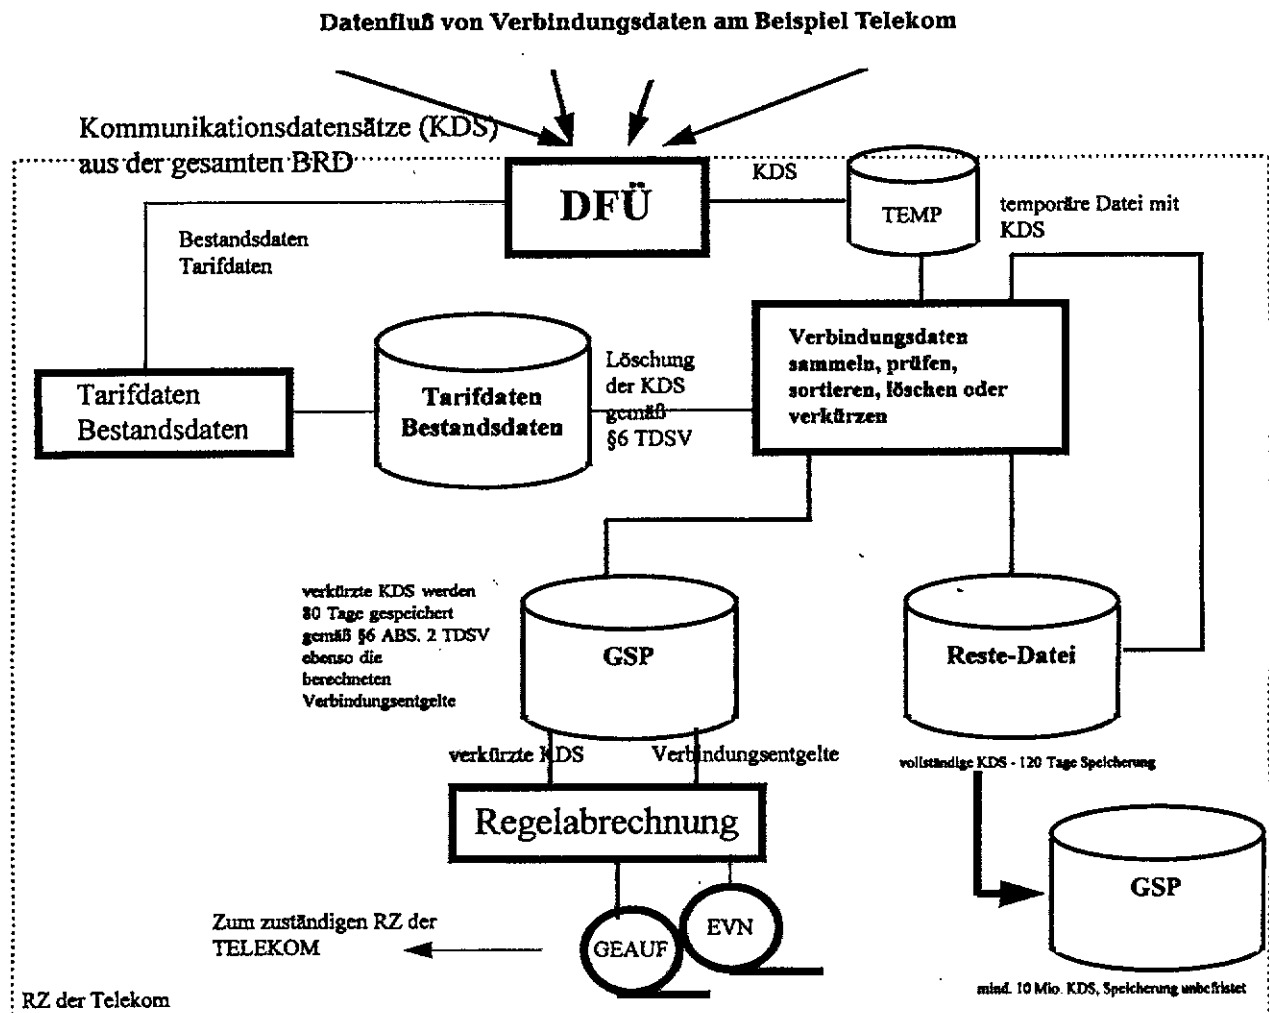 Datenfluß von Verbindungsdaten am Beispiel Telekom
Kommunikationsdatensätze (KDS)
aus der gesamten BRD
DFÜ
KDS
TEMP
temporäre Datei mit
KDS
Bestandsdaten
Tarifdaten
Tarifdaten
Bestandsdaten
Tarifdaten
Bestandsdaten
Löschung
der KDS
gemäß
§6 TDSV
Verbindungsdaten
sammeln, prüfen,
sortieren, löschen oder
verkürzen
verkürzte KDS werden
80 Tage gespeichert
gemäß §6 ABS. 2 TDSV
ebenso die
berechneten
Verbindungsentgelte
GSP
Reste-Datei
verkürzte KDS
Verbindungsentgelte
vollständige KDS - 120 Tage Speicherung
Regelabrechnung
GSP
Zum zuständigen RZ der
TELEKOM
GEAUF
EVN
mind. 10 Mio. KDS, Speicherung unbefristet
RZ der Telekom